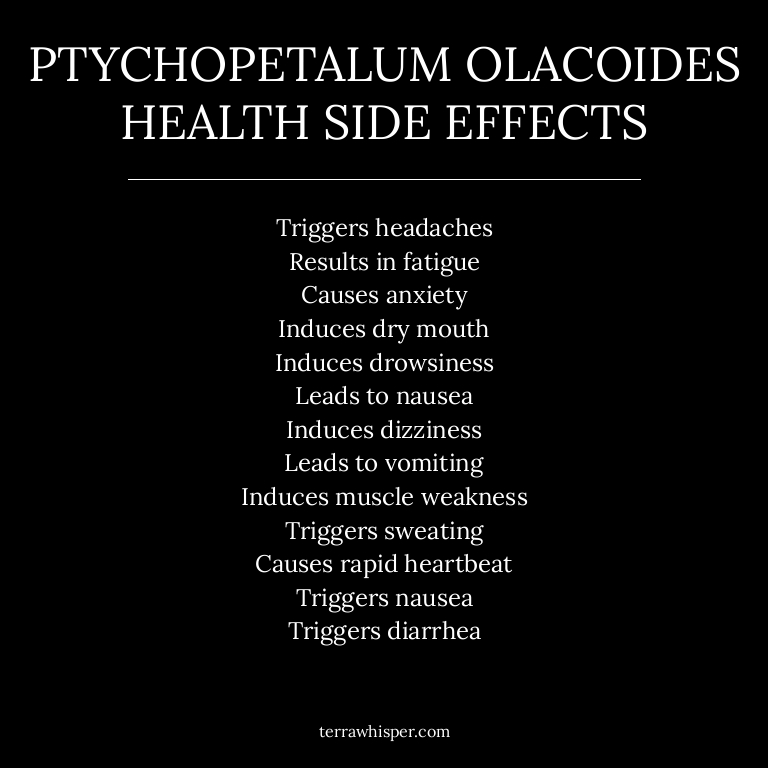 PTYCHOPETALUM OLACOIDES
HEALTH SIDE EFFECTS
Triggers headaches
Results in fatigue
Causes anxiety
Induces dry mouth
Induces drowsiness
Leads to nausea
Induces dizziness
Leads to vomiting
Induces muscle weakness
Triggers sweating
Causes rapid heartbeat
Triggers nausea
Triggers diarrhea
terrawhisper.com